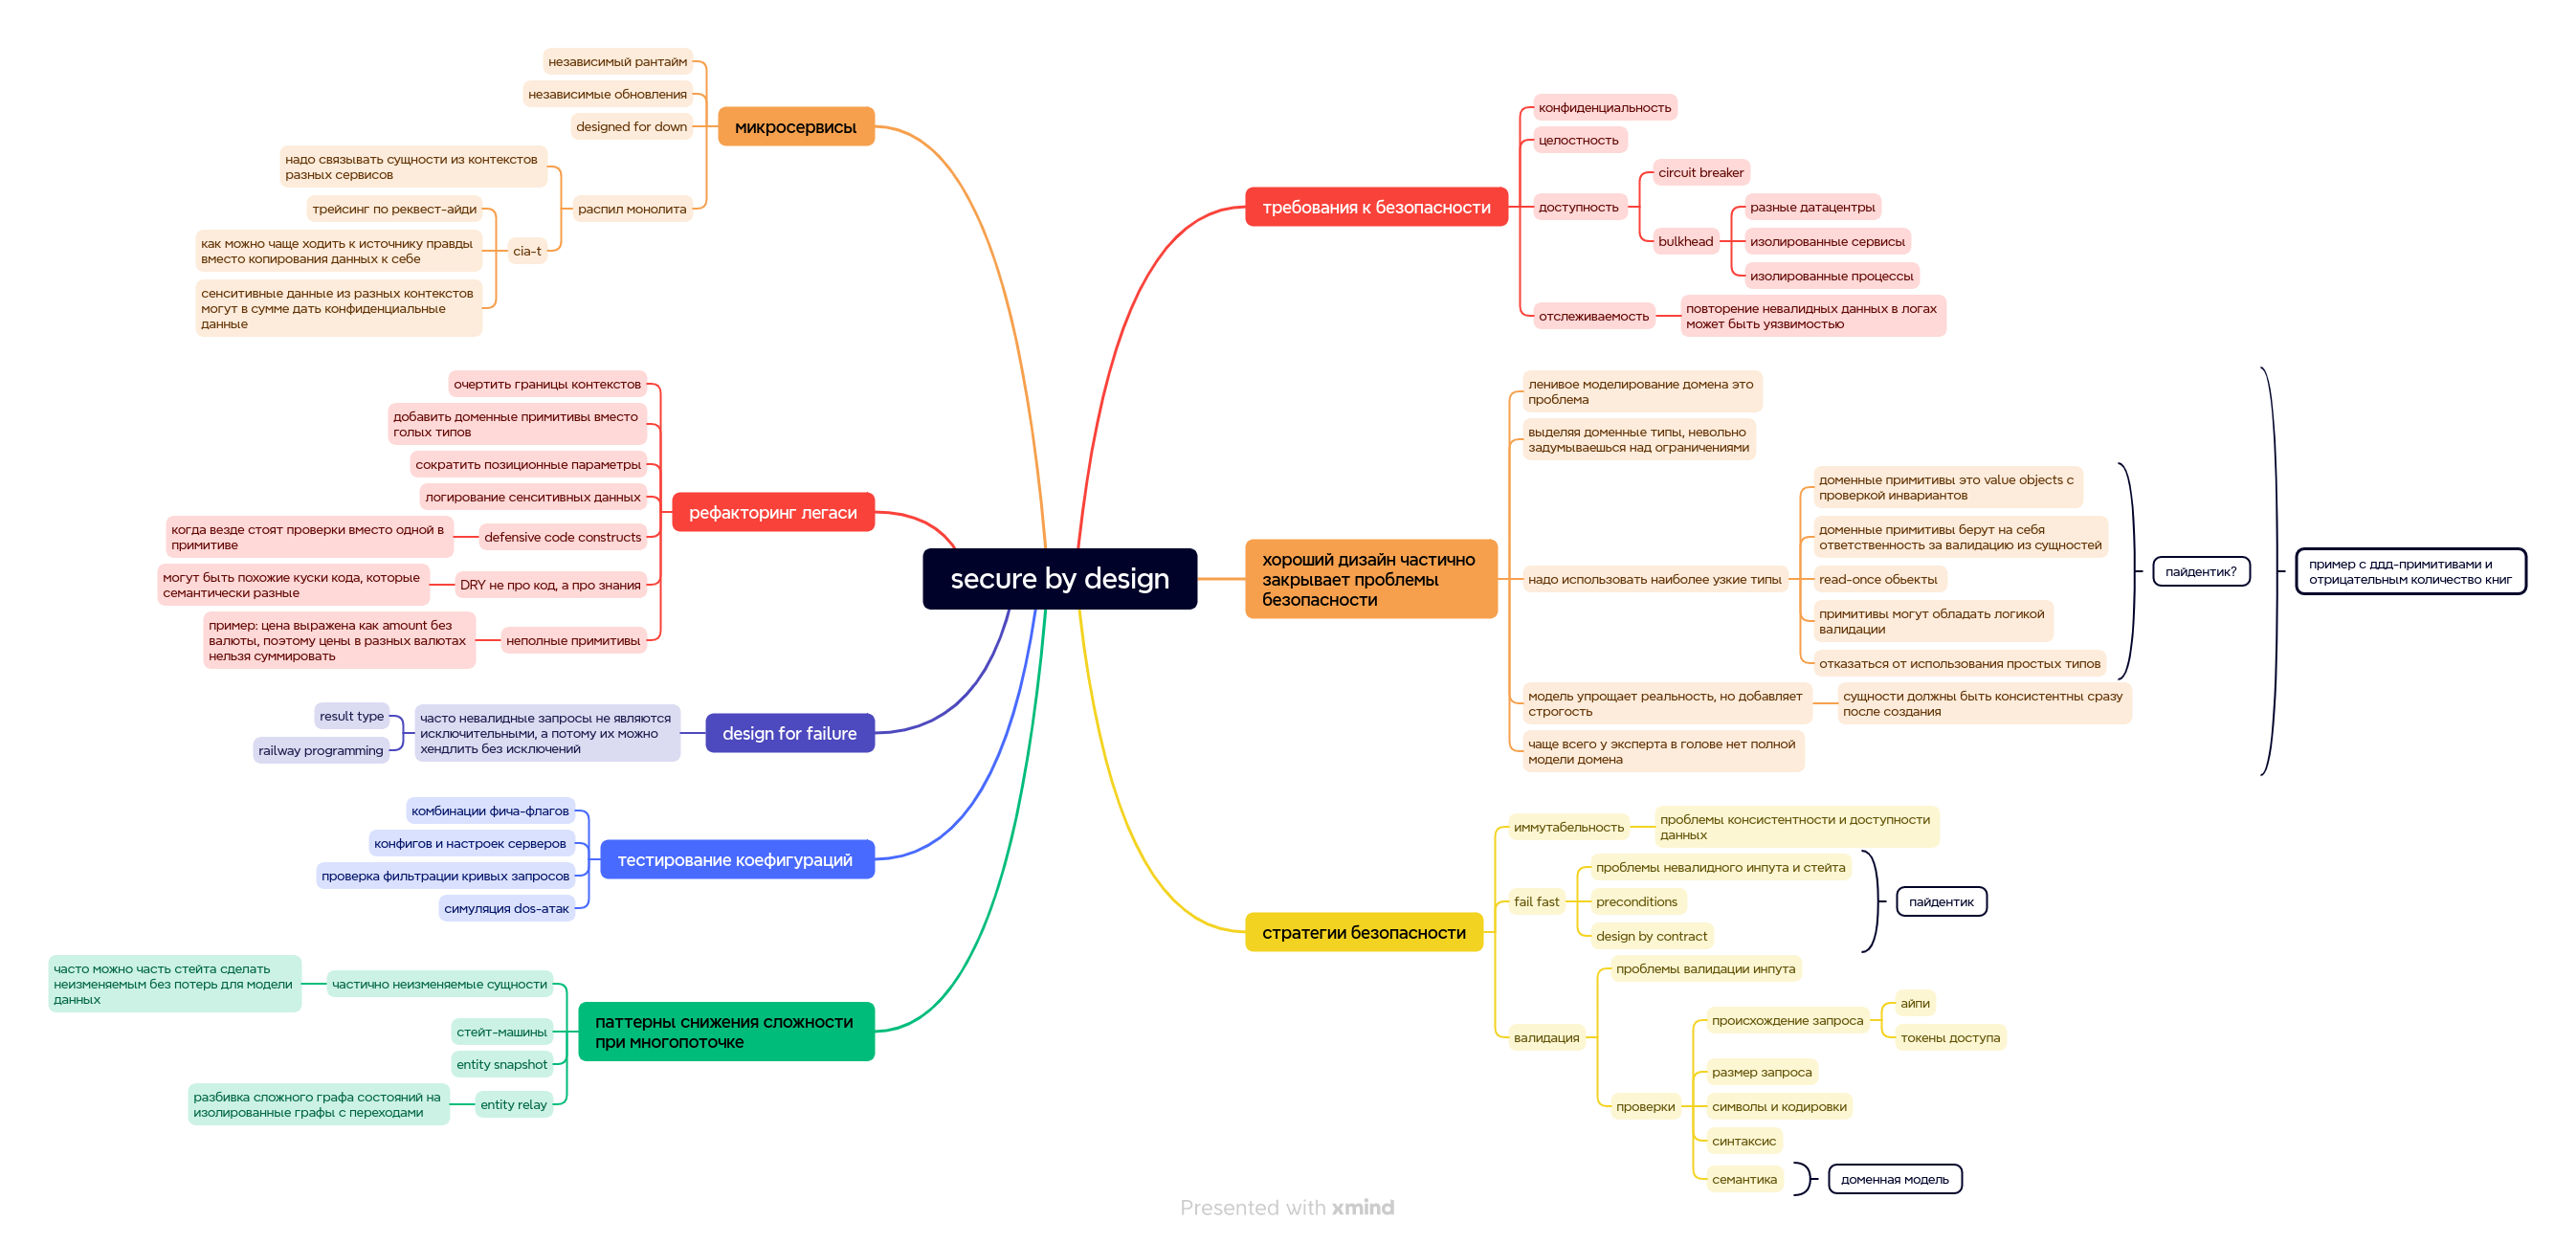 secure by design
требования к безопасности
конфиденциальность
целостность
доступность
circuit breaker
bulkhead
разные датацентры
изолированные сервисы
изолированные процессы
отслеживаемость
повторение невалидных данных в логах
может быть уязвимостью
хороший дизайн частично
закрывает проблемы
безопасности
ленивое моделирование домена это
проблема
выделяя доменные типы, невольно
задумываешься над ограничениями
надо использовать наиболее узкие типы
доменные примитивы это value objects с
проверкой инвариантов
доменные примитивы берут на себя
ответственность за валидацию из сущностей
read-once обьекты
примитивы могут обладать логикой
валидации
отказаться от использования простых типов
пайдентик?
модель упрощает реальность, но добавляет
строгость
сущности должны быть консистентны сразу
после создания
чаще всего у эксперта в голове нет полной
модели домена
пример с ддд-примитивами и
отрицательным количество книг
стратегии безопасности
иммутабельность
проблемы консистентности и доступности
данных
fail fast
проблемы невалидного инпута и стейта
preconditions
design by contract
пайдентик
валидация
проблемы валидации инпута
проверки
происхождение запроса
айпи
токены доступа
размер запроса
символы и кодировки
синтаксис
семантика
доменная модель
микросервисы
независимый рантайм
независимые обновления
designed for down
распил монолита
надо связывать сущности из контекстов
разных сервисов
cia-t
трейсинг по реквест-айди
как можно чаще ходить к источнику правды
вместо копирования данных к себе
сенситивные данные из разных контекстов
могут в сумме дать конфиденциальные
данные
рефакторинг легаси
очертить границы контекстов
добавить доменные примитивы вместо
голых типов
сократить позиционные параметры
логирование сенситивных данных
defensive code constructs
когда везде стоят проверки вместо одной в
примитиве
DRY не про код, а про знания
могут быть похожие куски кода, которые
семантически разные
неполные примитивы
пример: цена выражена как amount без
валюты, поэтому цены в разных валютах
нельзя суммировать
design for failure
часто невалидные запросы не являются
исключительными, а потому их можно
хендлить без исключений
result type
railway programming
тестирование коефигураций
комбинации фича-флагов
конфигов и настроек серверов
проверка фильтрации кривых запросов
симуляция dos-атак
паттерны снижения сложности
при многопоточке
частично неизменяемые сущности
часто можно часть стейта сделать
неизменяемым без потерь для модели
данных
стейт-машины
entity snapshot
entity relay
разбивка сложного графа состояний на
изолированные графы с переходами
Presented with xmind